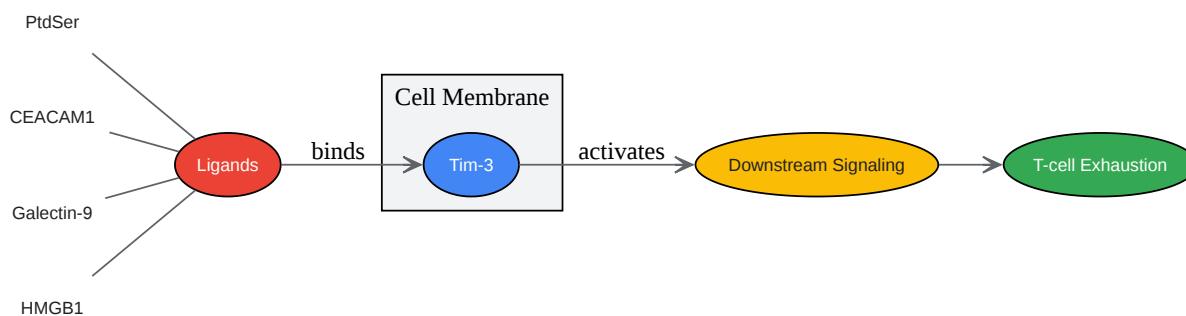 PtdSer
CEACAM1
Galectin-9
HMGB1
Ligands
binds
Cell Membrane
Tim-3
activates
Downstream Signaling
T-cell Exhaustion